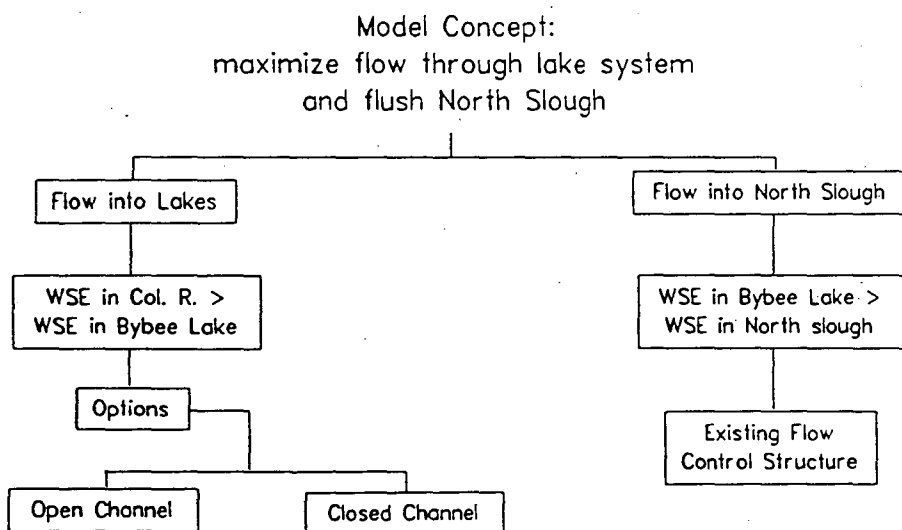 Model Concept:
maximize flow through lake system
and flush North Slough
Flow into Lakes
Flow into North Slough
WSE in Col. R. >
WSE in Bybee Lake
WSE in Bybee Lake >
WSE in North slough
Options
Existing Flow
Control Structure
Open Channel
Closed Channel